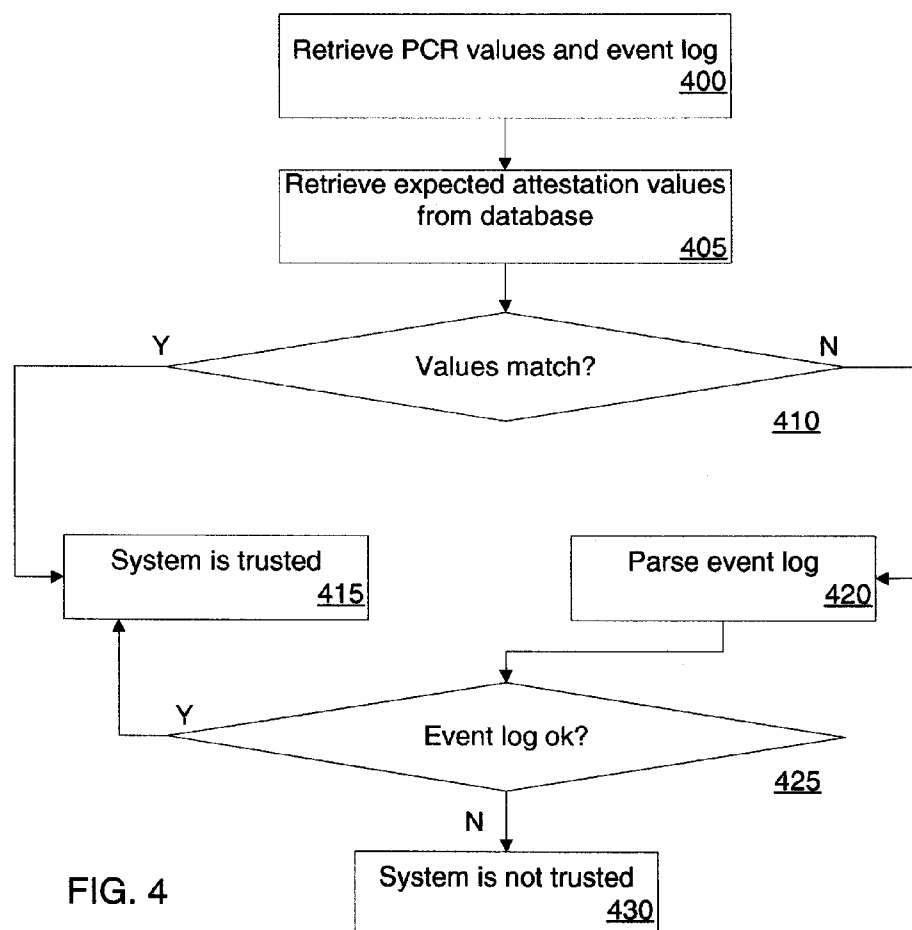 Retrieve PCR values and event log
400
Retrieve expected attestation values
from database
405
Y
N
Values match?
410
System is trusted
415
Parse event log
420
Y
Event log ok?
425
N
System is not trusted
430
FIG. 4